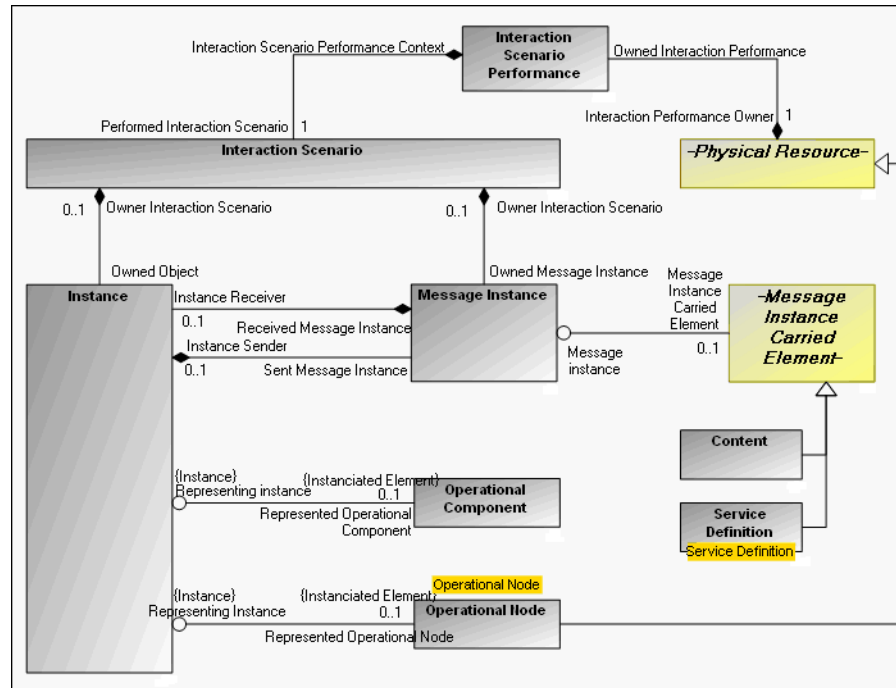 Interaction
Scenario
Performance
Interaction Scenario Performance Context
Owned Interaction Performance
Interaction Performance Owner
1
Performed Interaction Scenario
1
Interaction Scenario
–Physical Resource–
0..1
Owner Interaction Scenario
0..1
Owner Interaction Scenario
Owned Object
Owned Message Instance
Instance
Instance Receiver
0..1
Received Message Instance
Message Instance
Message
Instance
Carried
Element
0..1
Message
instance
–Message
Instance
Carried
Element–
Instance Sender
0..1
Sent Message Instance
Content
Service
Definition
Service Definition
{Instance}
Representing instance
{Instanciated Element}
0..1
Represented Operational
Component
Operational
Component
Operational Node
{Instance}
Representing Instance
{Instanciated Element}
0..1
Represented Operational Node
Operational Node